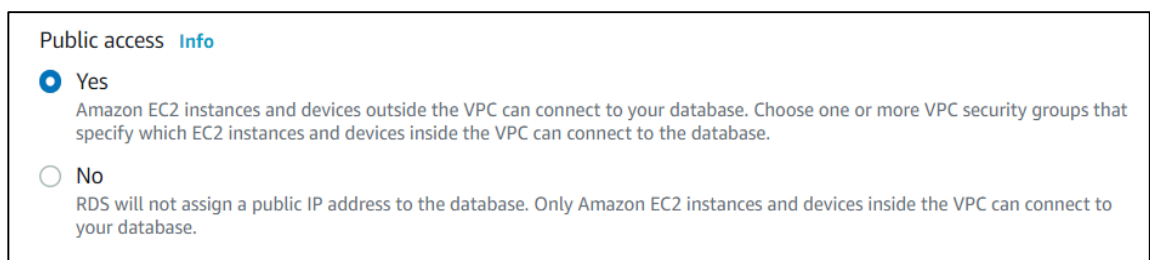 Public access Info
Yes
Amazon EC2 instances and devices outside the VPC can connect to your database. Choose one or more VPC security groups that
specify which EC2 instances and devices inside the VPC can connect to the database.
No
RDS will not assign a public IP address to the database. Only Amazon EC2 instances and devices inside the VPC can connect to
your database.